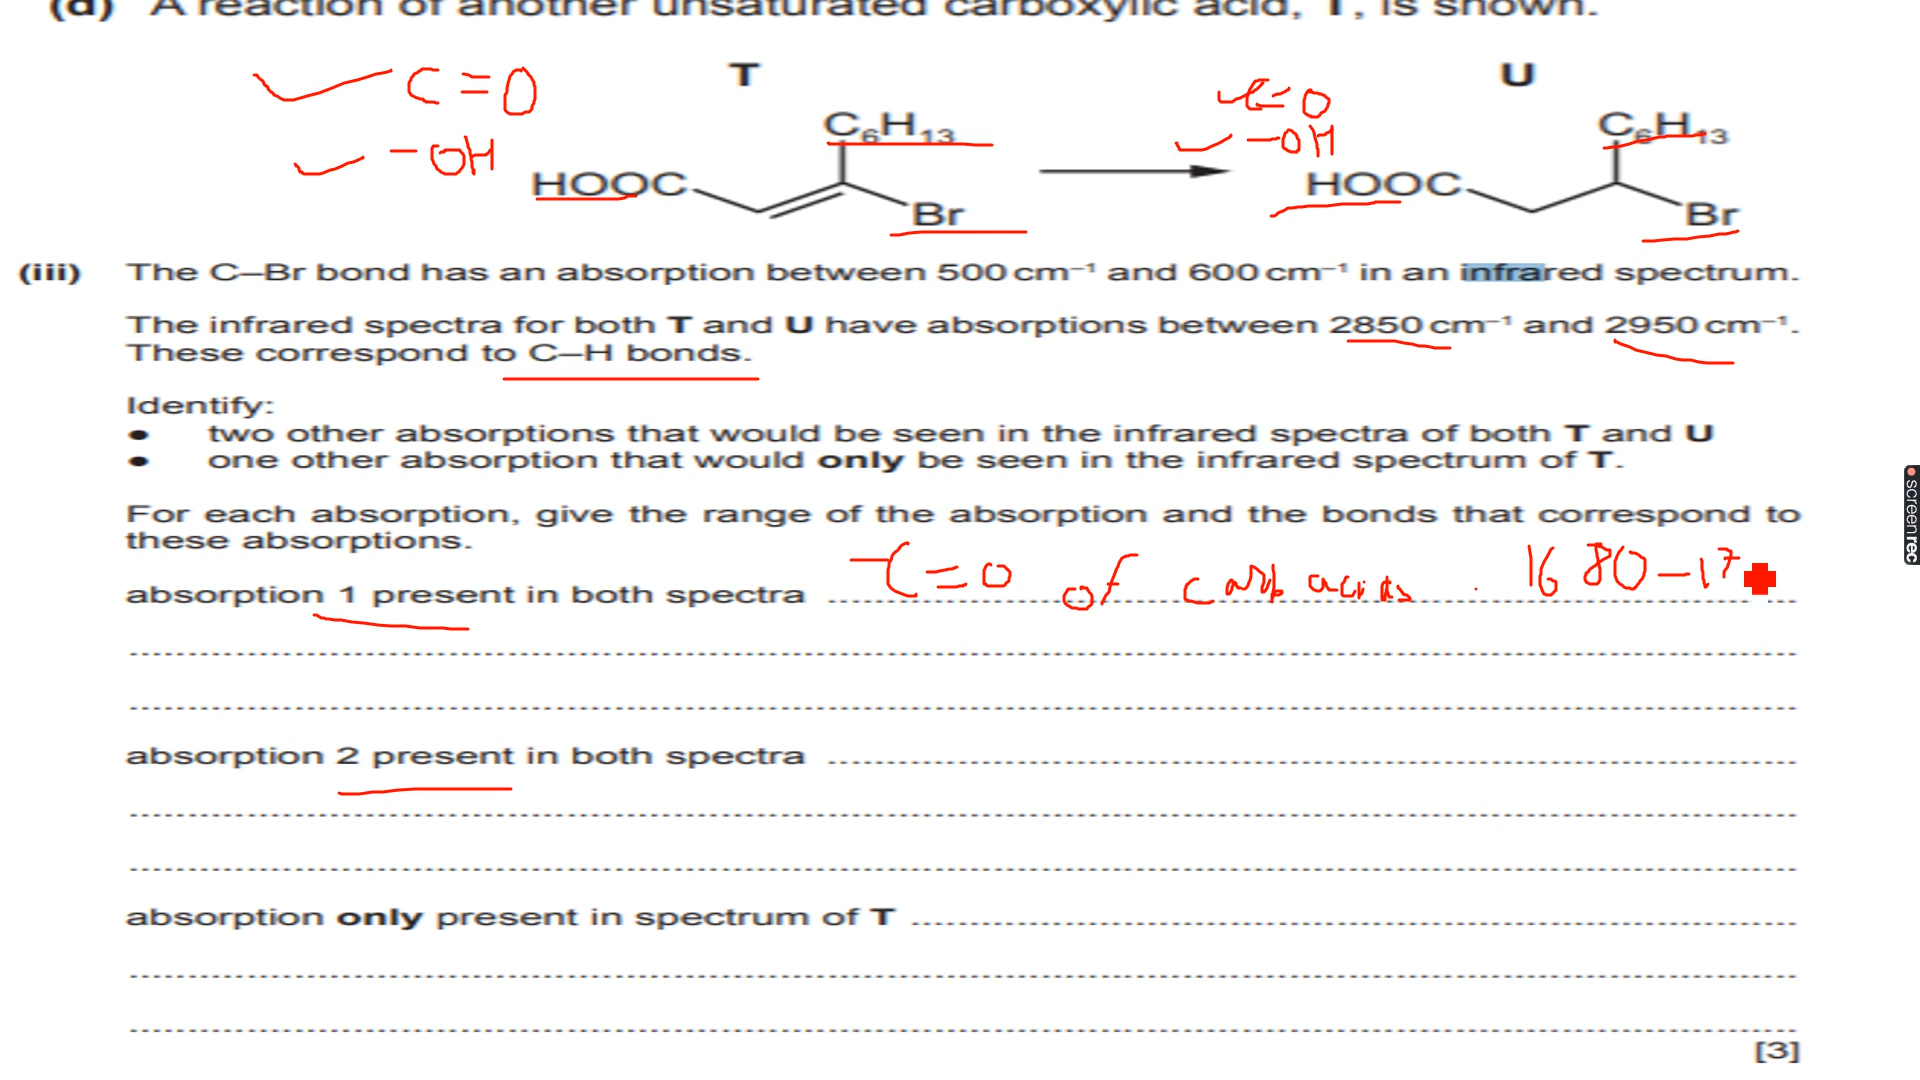 (d) A reaction of another unsaturated carboxylic acid, T, is shown.
C=O
-OH
T
C6H13
HOOC
Br
C=O
-OH
U
C6H13
HOOC
Br
(iii) The C–Br bond has an absorption between 500 cm⁻¹ and 600 cm⁻¹ in an infrared spectrum.
The infrared spectra for both T and U have absorptions between 2850 cm⁻¹ and 2950 cm⁻¹.
These correspond to C–H bonds.
Identify:
• two other absorptions that would be seen in the infrared spectra of both T and U
• one other absorption that would only be seen in the infrared spectrum of T.
For each absorption, give the range of the absorption and the bonds that correspond to
these absorptions.
absorption 1 present in both spectra -C=O of carb acids . 1680-17
absorption 2 present in both spectra
absorption only present in spectrum of T
[3]
screenrec